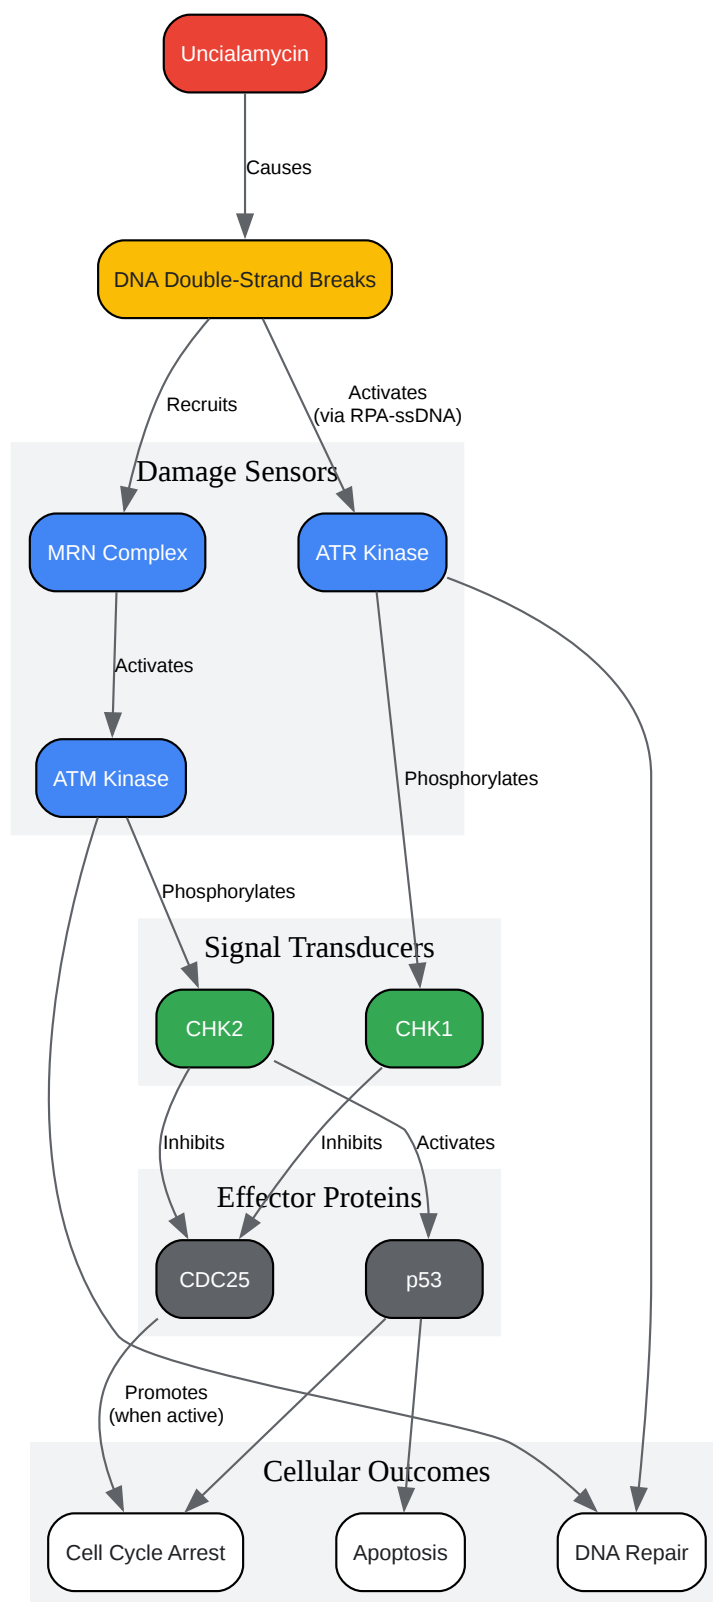 Uncialamycin
Causes
DNA Double-Strand Breaks
Recruits
Activates
(via RPA-ssDNA)
Damage Sensors
MRN Complex
ATR Kinase
Activates
ATM Kinase
Phosphorylates
Phosphorylates
Signal Transducers
CHK2
CHK1
Inhibits
Inhibits
Activates
Effector Proteins
CDC25
p53
Promotes
(when active)
Cellular Outcomes
Cell Cycle Arrest
Apoptosis
DNA Repair